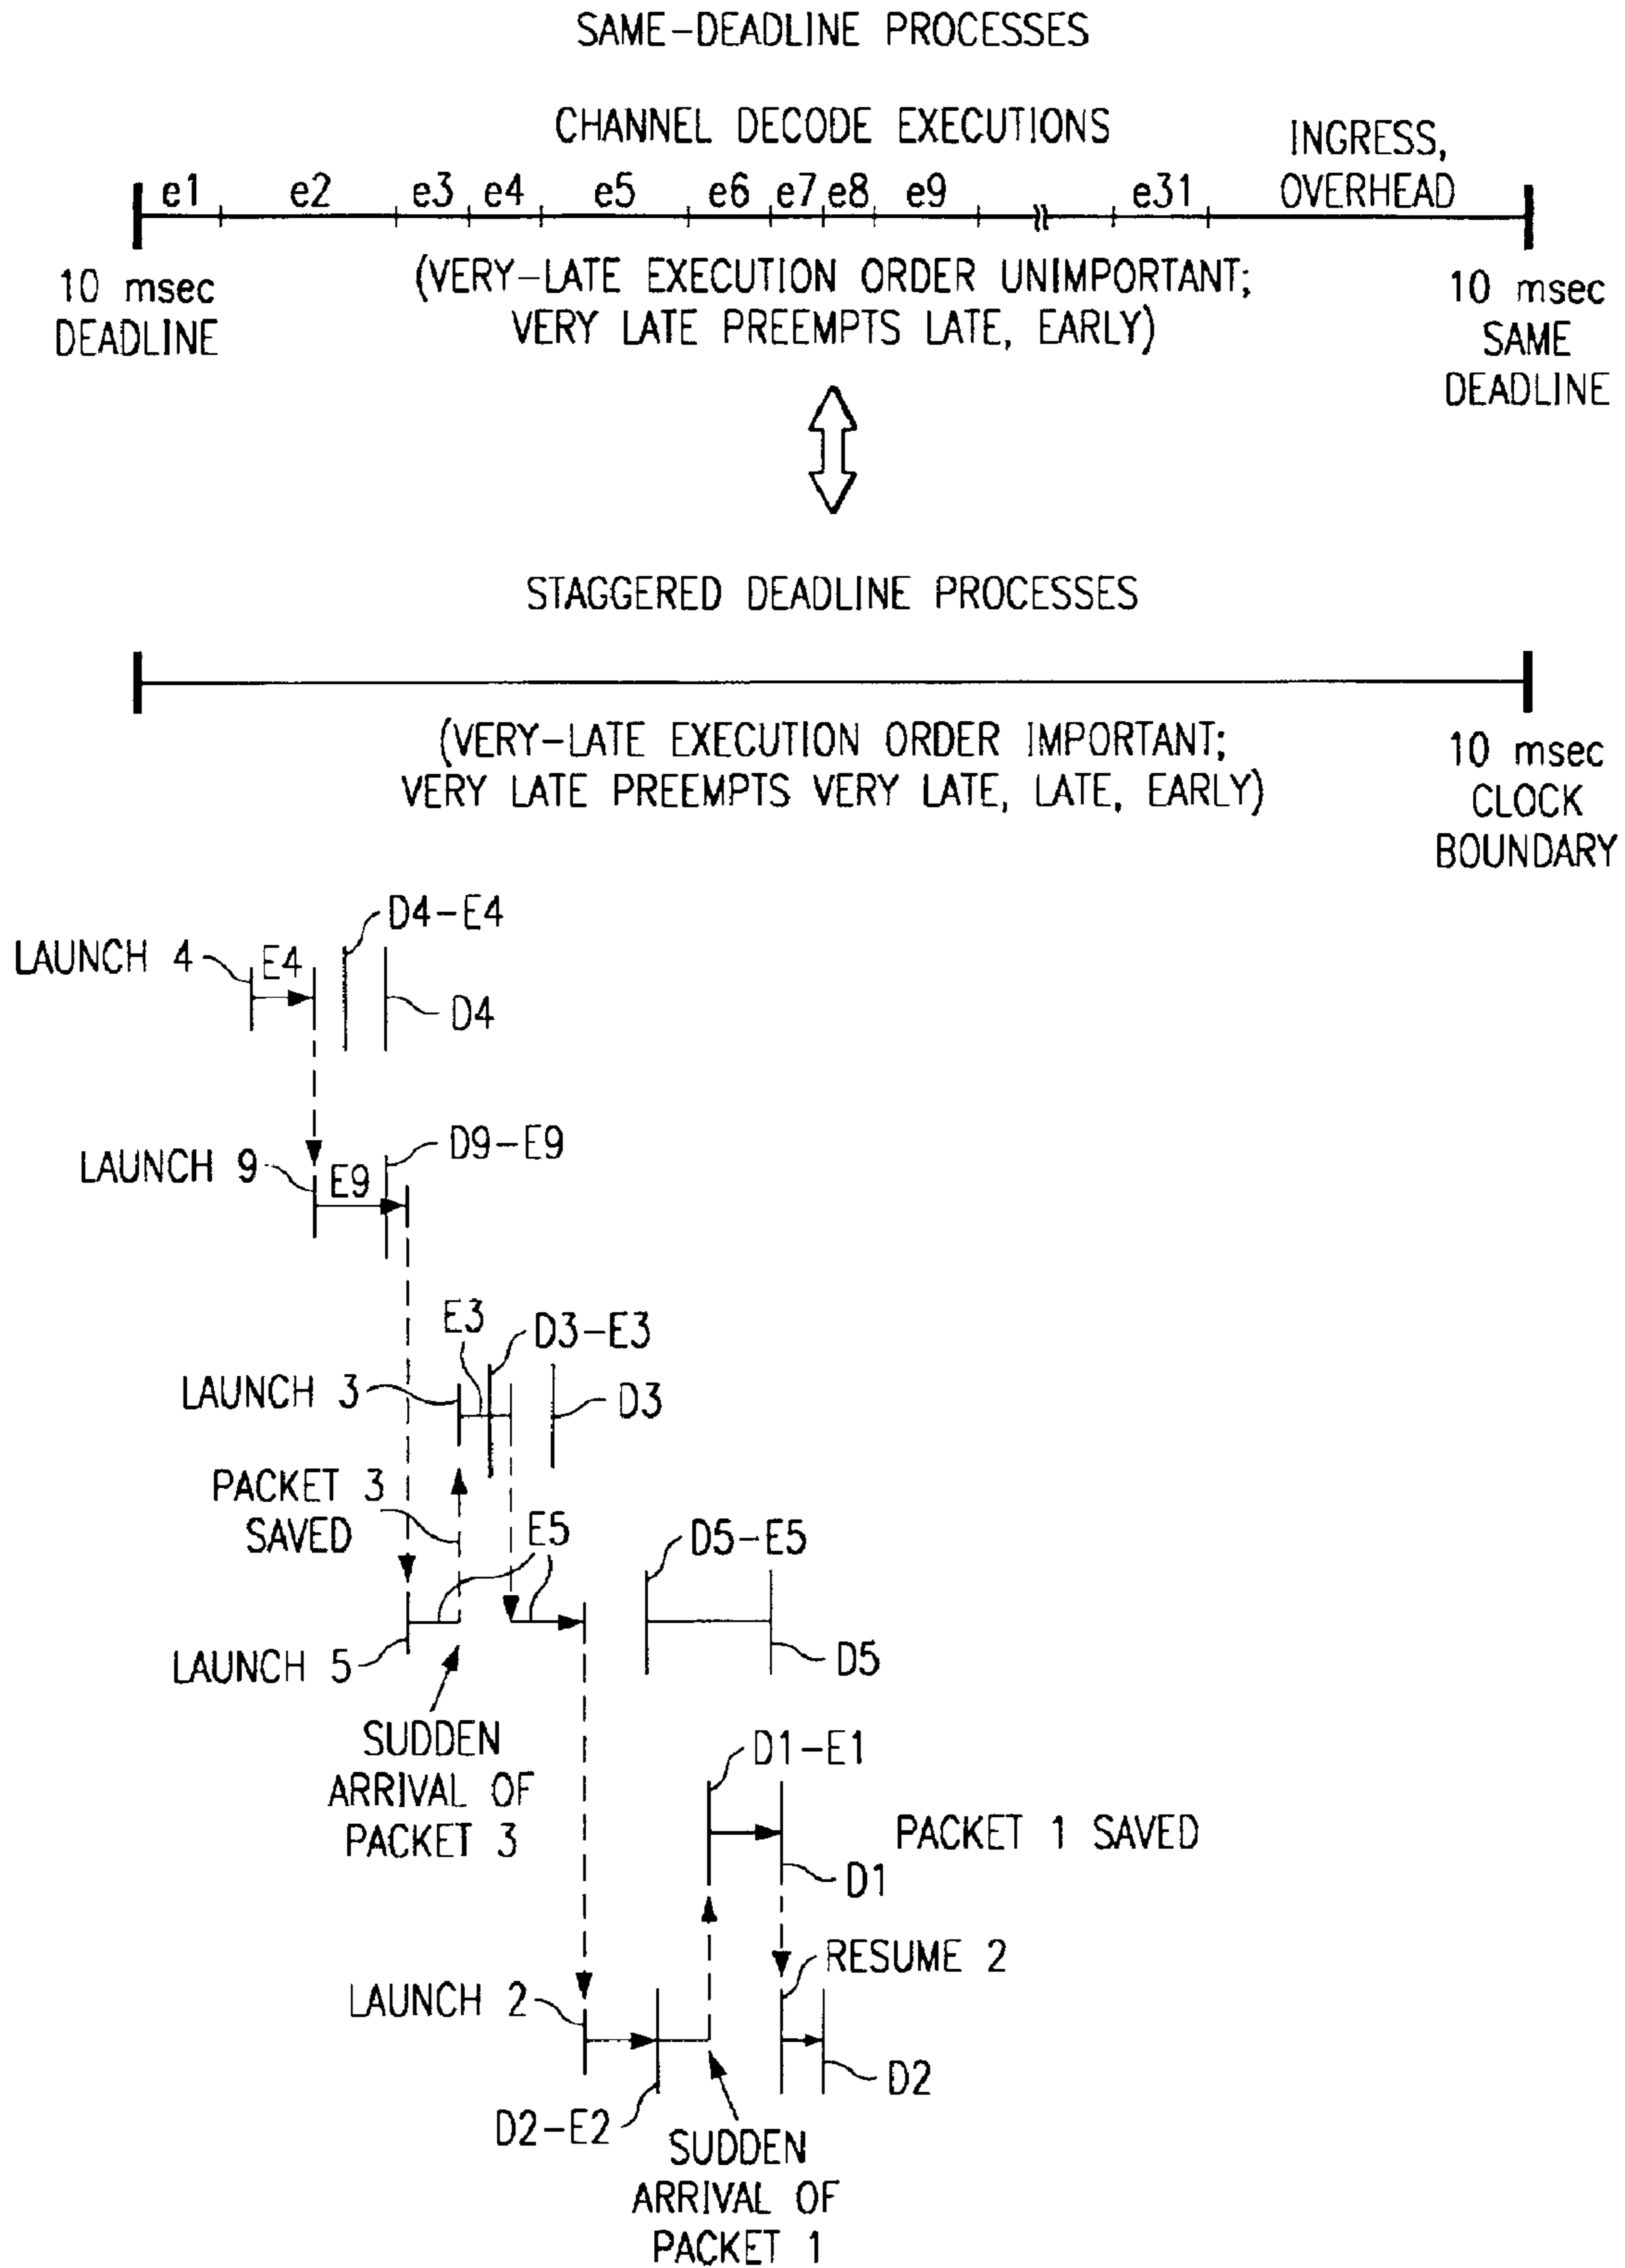 SAME-DEADLINE PROCESSES
CHANNEL DECODE EXECUTIONS
INGRESS,
OVERHEAD
e1 e2 e3 e4 e5 e6 e7 e8 e9 e31
10 msec
DEADLINE
(VERY-LATE EXECUTION ORDER UNIMPORTANT;
VERY LATE PREEMPTS LATE, EARLY)
10 msec
SAME
DEADLINE
STAGGERED DEADLINE PROCESSES
(VERY-LATE EXECUTION ORDER IMPORTANT;
VERY LATE PREEMPTS VERY LATE, LATE, EARLY)
10 msec
CLOCK
BOUNDARY
D4-E4
LAUNCH 4
E4
D4
D9-E9
LAUNCH 9
E9
E3
D3-E3
LAUNCH 3
D3
PACKET 3
SAVED
E5
D5-E5
LAUNCH 5
D5
SUDDEN
ARRIVAL OF
PACKET 3
D1-E1
PACKET 1 SAVED
D1
RESUME 2
LAUNCH 2
D2
D2-E2
SUDDEN
ARRIVAL OF
PACKET 1